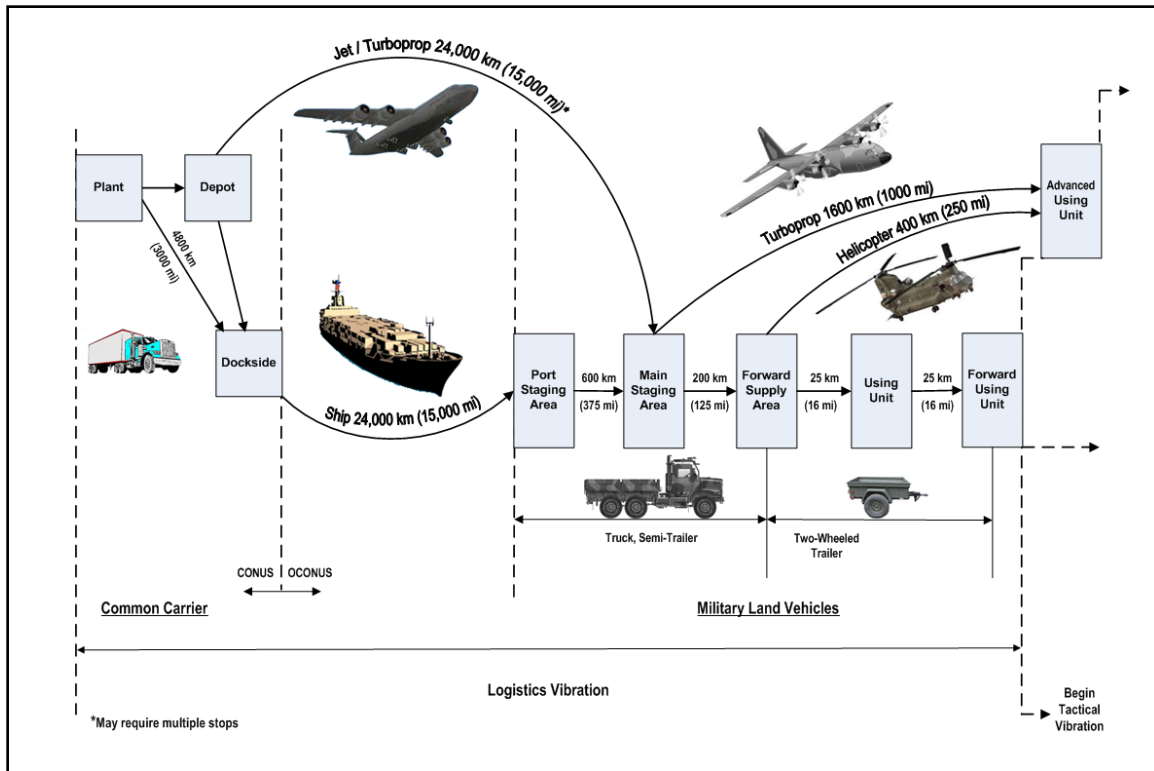 Jet / Turboprop 24,000 km (15,000 mi)*
Plant
Depot
4800 km
(3000 mi)
Dockside
Ship 24,000 km (15,000 mi)
Turboprop 1600 km (1000 mi)
Helicopter 400 km (250 mi)
Advanced
Using
Unit
Port
Staging
Area
600 km
(375 mi)
Main
Staging
Area
200 km
(125 mi)
Forward
Supply
Area
25 km
(16 mi)
Using
Unit
25 km
(16 mi)
Forward
Using
Unit
Truck, Semi-Trailer
Two-Wheeled
Trailer
CONUS
OCONUS
Common Carrier
Military Land Vehicles
Logistics Vibration
*May require multiple stops
Begin
Tactical
Vibration